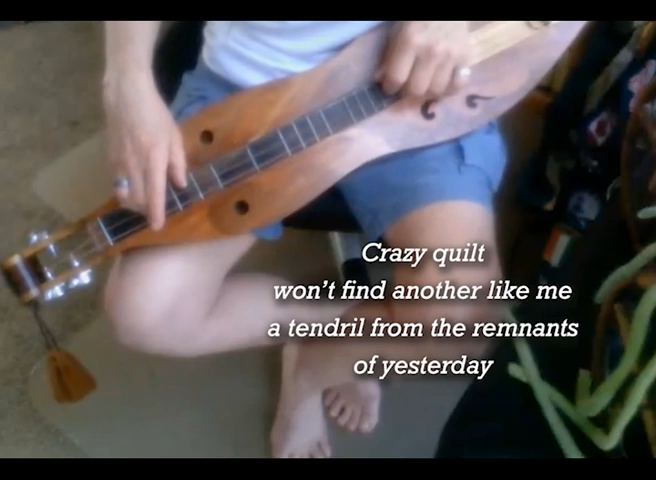 Crazy quilt
won't find another like me
a tendril from the remnants
of yesterday